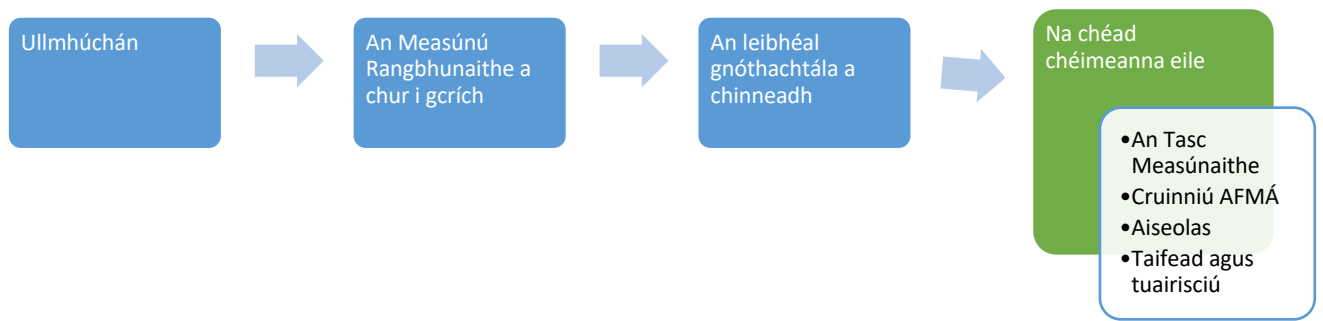 Ullmhúchán
An Measúnú
Rangbhunaithe a
chur i gcrích
An leibhéal
gnóthachtála a
chinneadh
Na chéad
chéimeanna eile
•An Tasc
Measúnaithe
•Cruinniú AFMÁ
•Aiseolas
•Taifead agus
tuairisciú